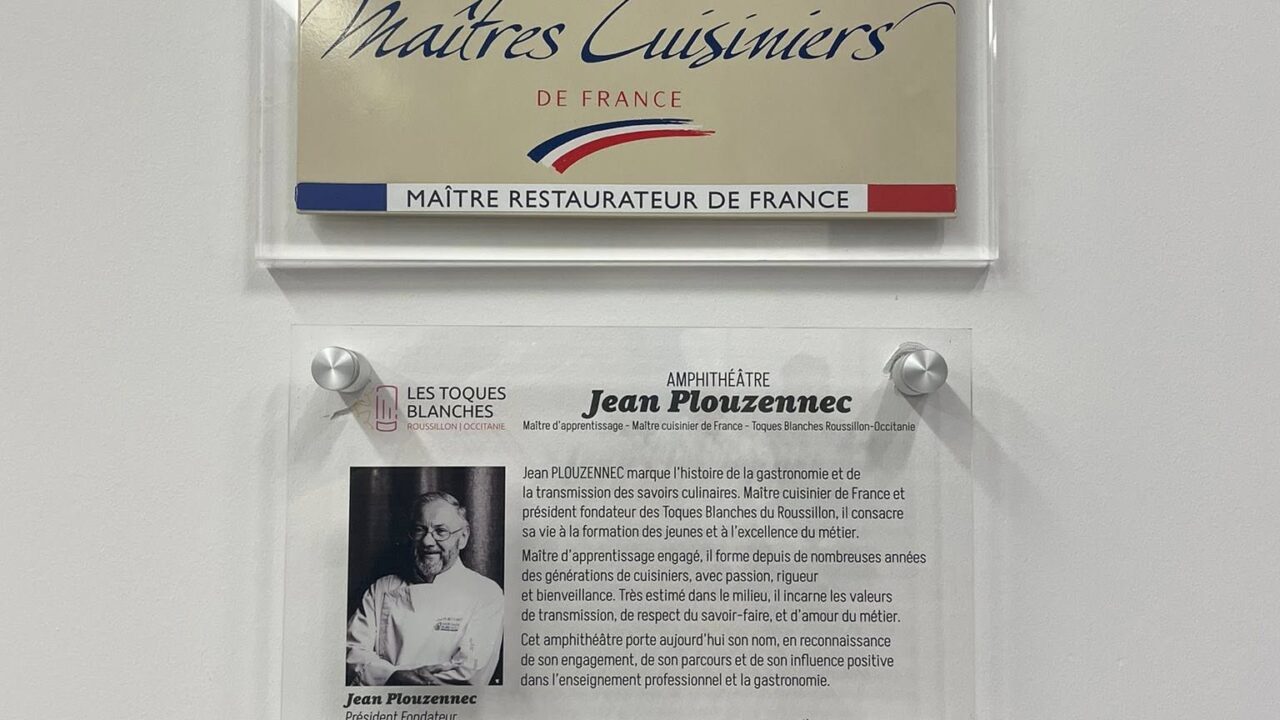 Maîtres Cuisiniers
DE FRANCE
MAÎTRE RESTAURATEUR DE FRANCE
LES TOQUES
BLANCHES
ROUSSILLON | OCCITANIE
AMPHITHÉÂTRE
Jean Plouzennec
Maître d'apprentissage - Maître cuisinier de France - Toques Blanches Roussillon-Occitanie
Jean PLOUZENNEC marque l'histoire de la gastronomie et de
la transmission des savoirs culinaires. Maître cuisinier de France et
président fondateur des Toques Blanches du Roussillon, il consacre
sa vie à la formation des jeunes et à l'excellence du métier.
Maître d'apprentissage engagé, il forme depuis de nombreuses années
des générations de cuisiniers, avec passion, rigueur
et bienveillance. Très estimé dans le milieu, il incarne les valeurs
de transmission, de respect du savoir-faire, et d'amour du métier.
Cet amphithéâtre porte aujourd'hui son nom, en reconnaissance
de son engagement, de son parcours et de son influence positive
dans l'enseignement professionnel et la gastronomie.
Jean Plouzennec
Président Fondateur